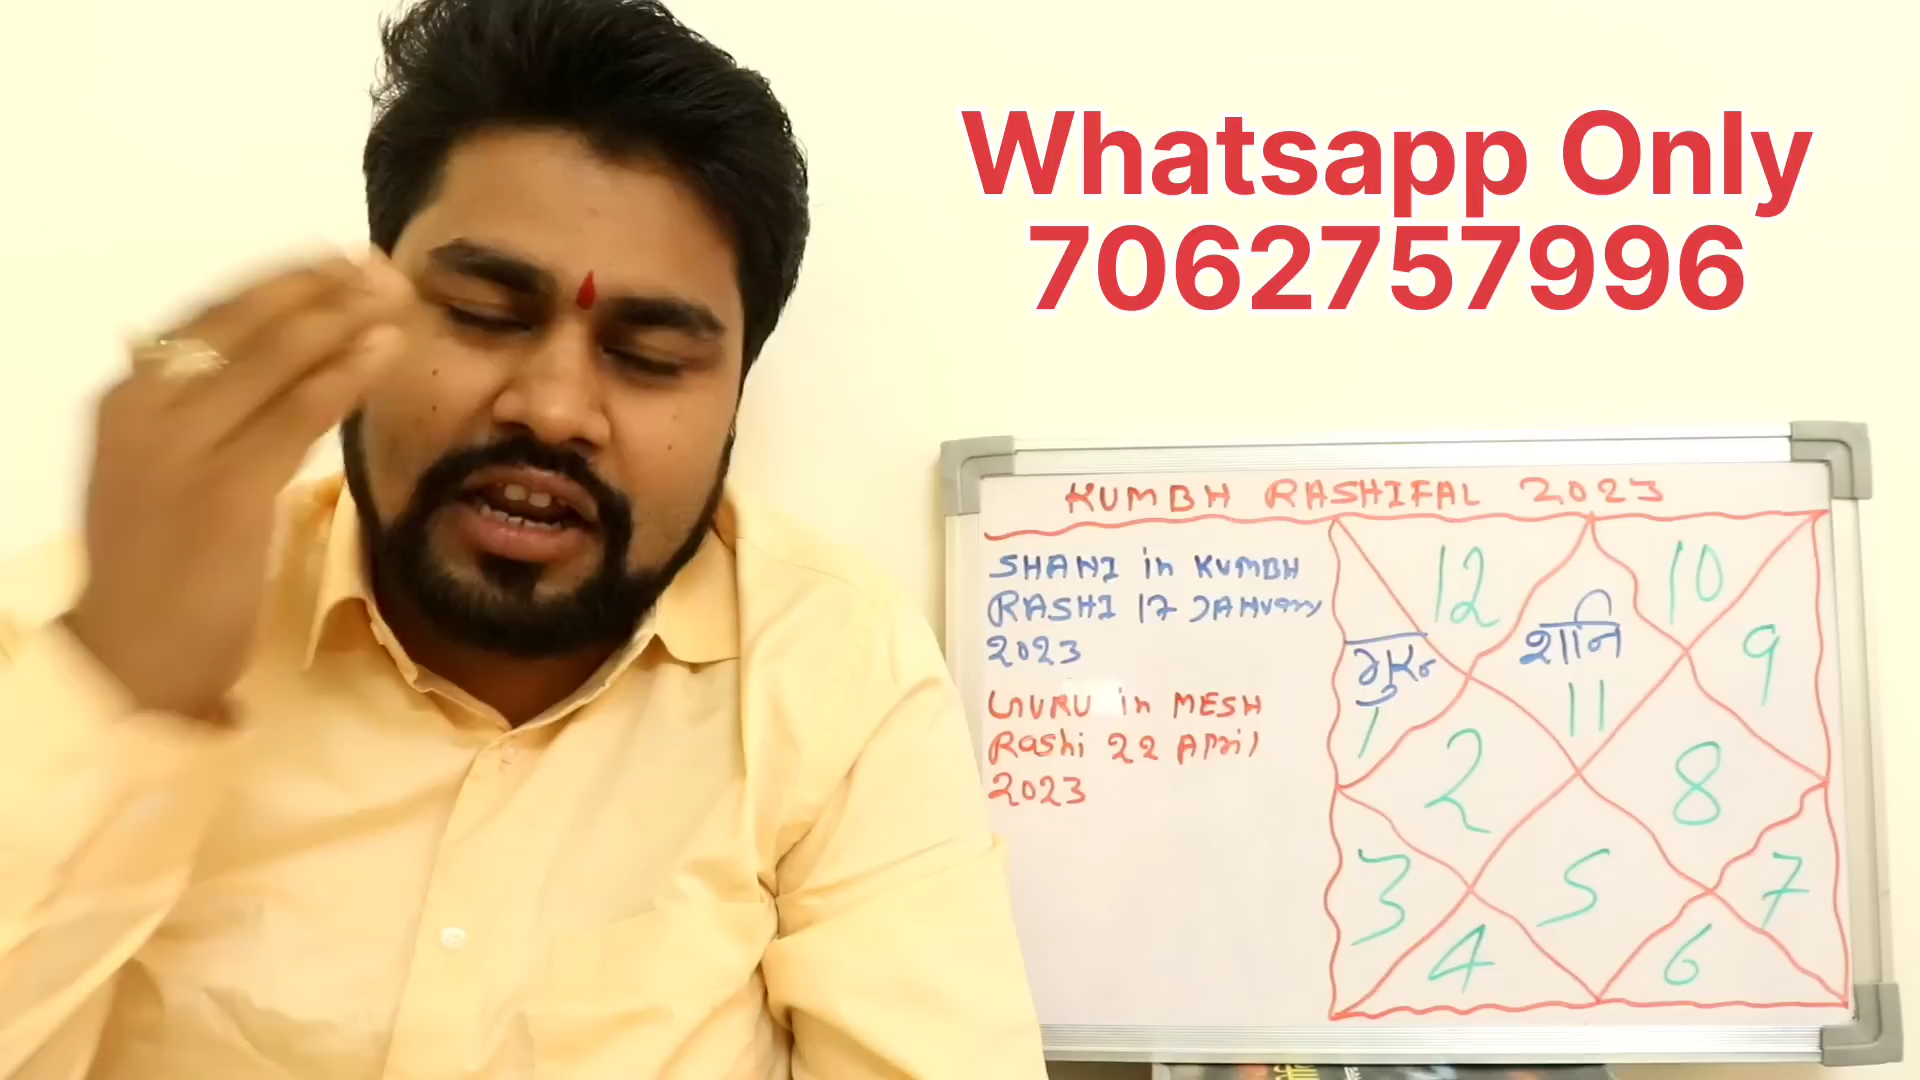 Whatsapp Only
7062757996
KUMBH RASHIFAL 2023
SHANI in KUMBH
RASHI 17 JANUARY
2023
GURU in MESH
Rashi 22 April
2023
12
10
गुरु
शनि
9
1
11
2
8
3
5
7
4
6